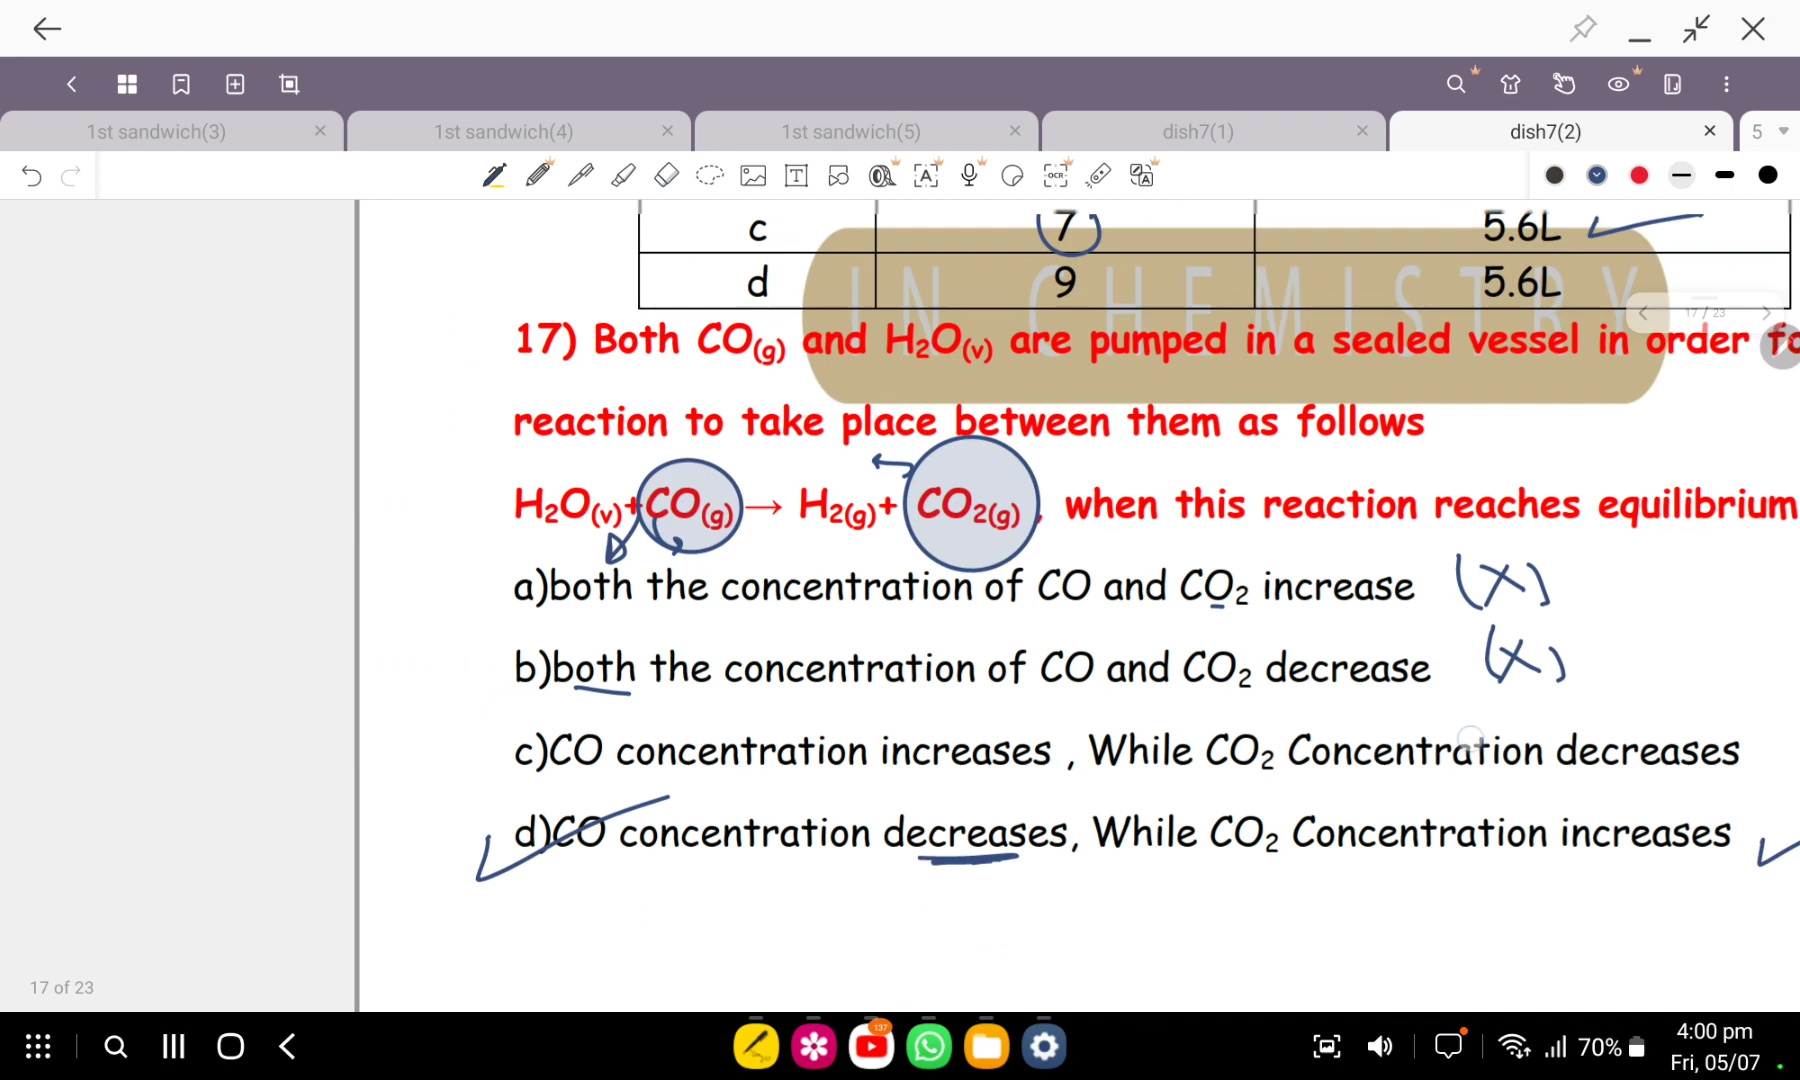 1st sandwich(3)
1st sandwich(4)
1st sandwich(5)
dish7(1)
dish7(2)
5
T
A
OCR
A
c 7 5.6L
d 9 5.6L
IN CHEMISTRY
17 / 23
17) Both CO(g) and H₂O(v) are pumped in a sealed vessel in order fo
reaction to take place between them as follows
H₂O(v)+CO(g) → H₂(g)+ CO₂(g), when this reaction reaches equilibrium
a)both the concentration of CO and CO₂ increase (X)
b)both the concentration of CO and CO₂ decrease (X)
c)CO concentration increases , While CO₂ Concentration decreases
d)CO concentration decreases, While CO₂ Concentration increases
17 of 23
137
70%
4:00 pm
Fri, 05/07